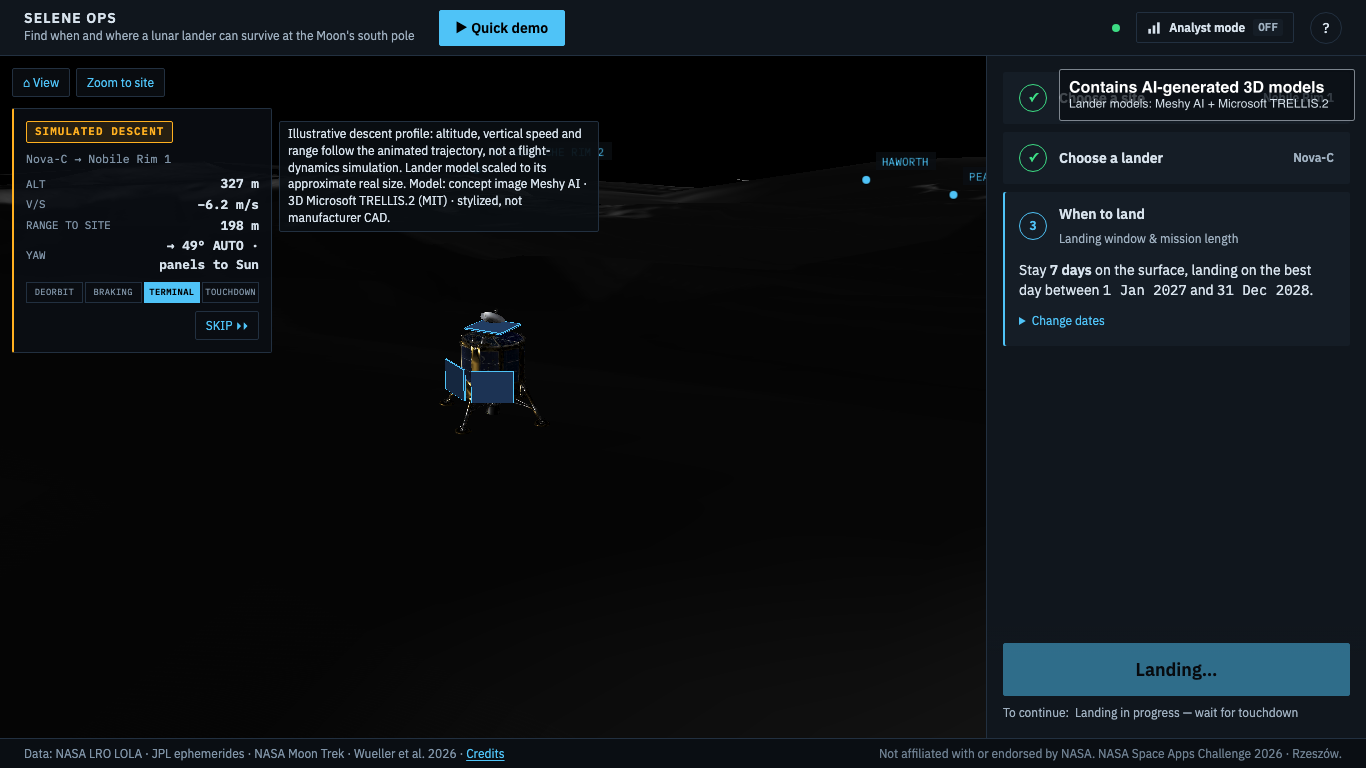 SELENE OPS
Find when and where a lunar lander can survive at the Moon's south pole
▶ Quick demo
Analyst mode OFF
?
⌂ View
Zoom to site
SIMULATED DESCENT
Nova-C → Nobile Rim 1
ALT 327 m
V/S −6.2 m/s
RANGE TO SITE 198 m
YAW → 49° AUTO ·
panels to Sun
DEORBIT BRAKING TERMINAL TOUCHDOWN
SKIP
Illustrative descent profile: altitude, vertical speed and
range follow the animated trajectory, not a flight-
dynamics simulation. Lander model scaled to its
approximate real size. Model: concept image Meshy AI ·
3D Microsoft TRELLIS.2 (MIT) · stylized, not
manufacturer CAD.
HAWORTH
Contains AI-generated 3D models
Lander models: Meshy AI + Microsoft TRELLIS.2
Choose a site
✓ Choose a lander Nova-C
3
When to land
Landing window & mission length
Stay 7 days on the surface, landing on the best
day between 1 Jan 2027 and 31 Dec 2028.
▶ Change dates
Landing…
To continue: Landing in progress — wait for touchdown
Data: NASA LRO LOLA · JPL ephemerides · NASA Moon Trek · Wueller et al. 2026 · Credits
Not affiliated with or endorsed by NASA. NASA Space Apps Challenge 2026 · Rzeszów.